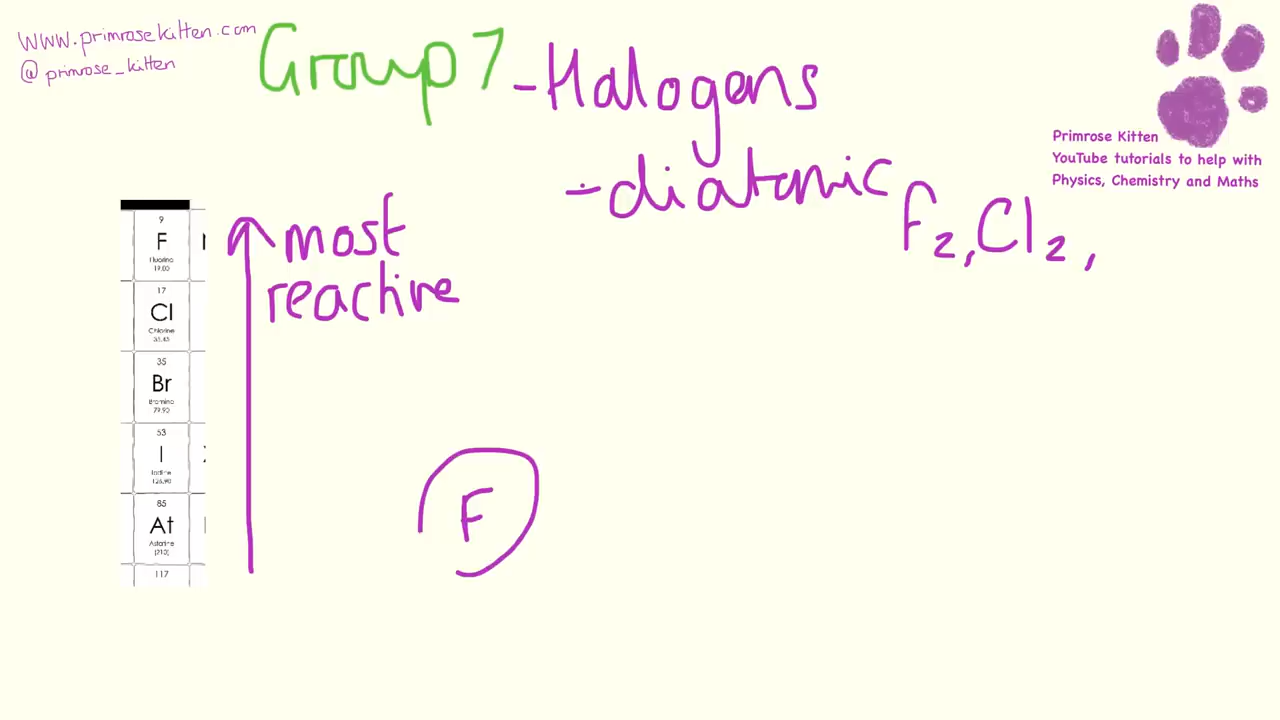 www.primrosekitten.com
@primrose_kitten
Group 7 - Halogens
- diatomic
F2, Cl2,
Primrose Kitten
YouTube tutorials to help with
Physics, Chemistry and Maths
most
reactive
9
F
Fluorine
19.00
17
Cl
Chlorine
35.45
35
Br
Bromine
79.90
53
I
Iodine
126.90
85
At
Astatine
[210]
117
F